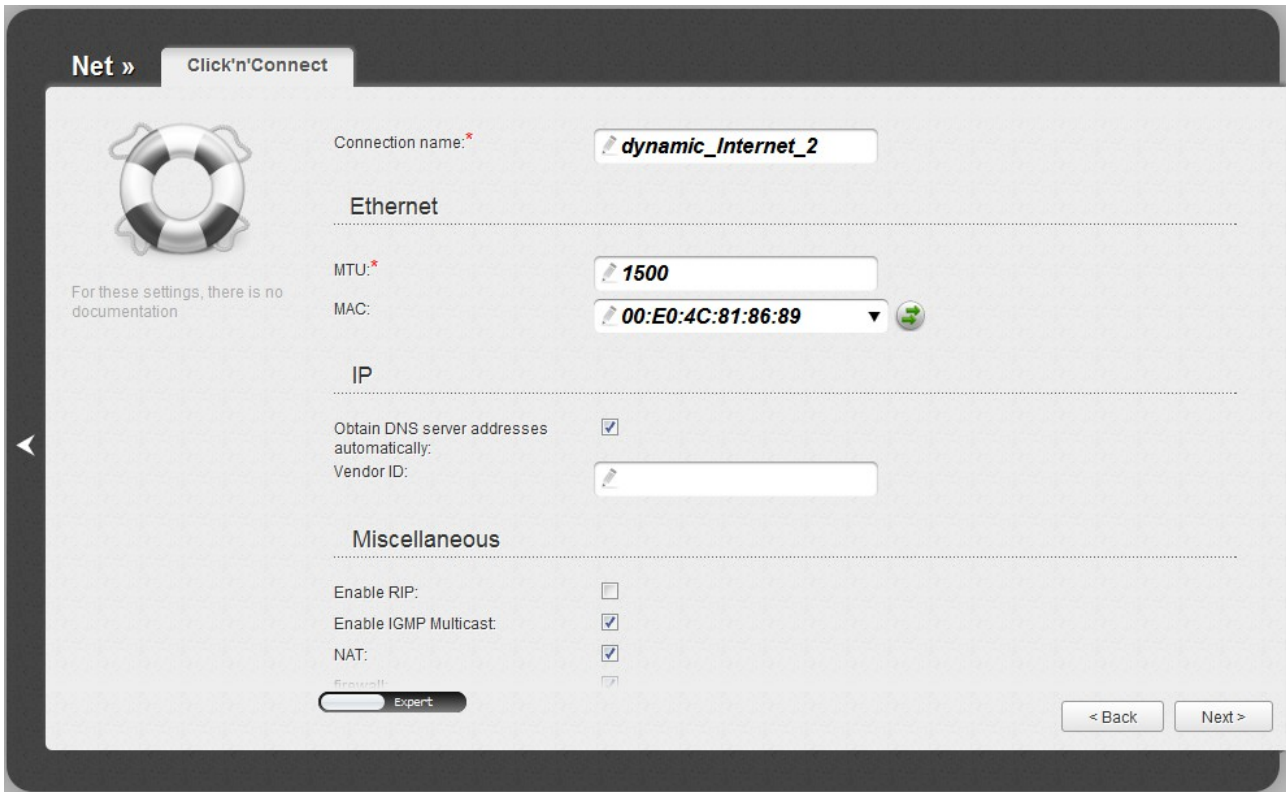 Net »
Click'n'Connect
For these settings, there is no
documentation
Connection name:*
dynamic_Internet_2
Ethernet
MTU:*
1500
MAC:
00:E0:4C:81:86:89
IP
Obtain DNS server addresses
automatically:
Vendor ID:
Miscellaneous
Enable RIP:
Enable IGMP Multicast:
NAT:
firewall:
Expert
< Back
Next >